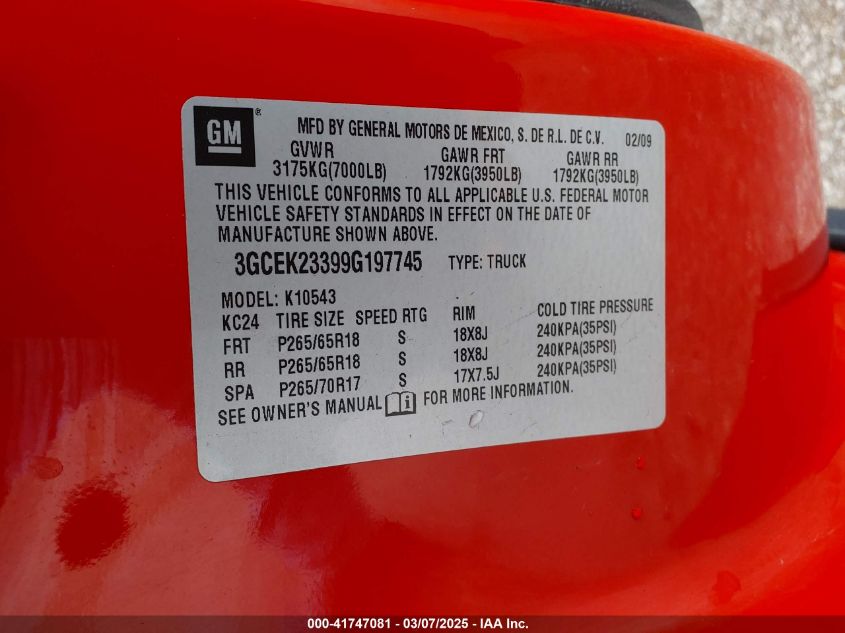 GM ® MFD BY GENERAL MOTORS DE MEXICO, S. DE R.L. DE C.V. 02/09
GVWR GAWR FRT GAWR RR
3175KG(7000LB) 1792KG(3950LB) 1792KG(3950LB)
THIS VEHICLE CONFORMS TO ALL APPLICABLE U.S. FEDERAL MOTOR
VEHICLE SAFETY STANDARDS IN EFFECT ON THE DATE OF
MANUFACTURE SHOWN ABOVE.
3GCEK23399G197745 TYPE: TRUCK
MODEL: K10543
KC24 TIRE SIZE SPEED RTG RIM COLD TIRE PRESSURE
FRT P265/65R18 S 18X8J 240KPA(35PSI)
RR P265/65R18 S 18X8J 240KPA(35PSI)
SPA P265/70R17 S 17X7.5J 240KPA(35PSI)
SEE OWNER'S MANUAL i FOR MORE INFORMATION.
000-41747081 - 03/07/2025 - IAA Inc.